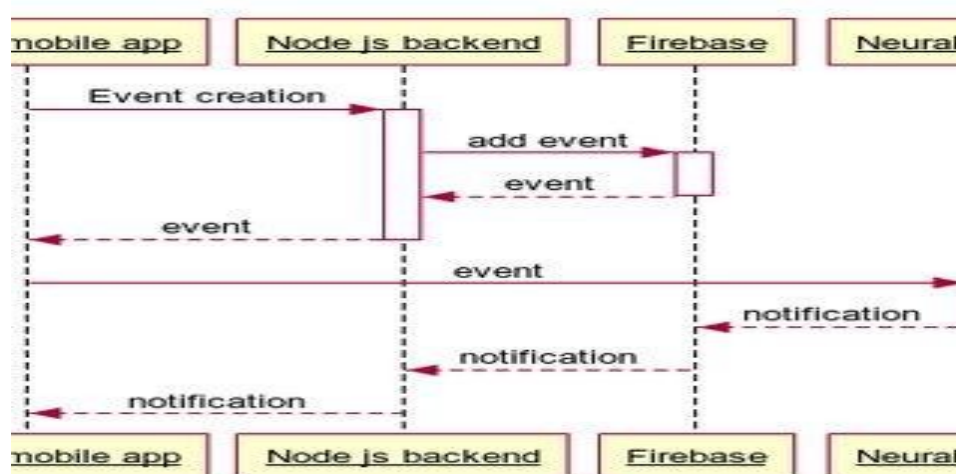 mobile app Node js backend Firebase Neural
Event creation
add event
event
event
event
notification
notification
notification
mobile app Node js backend Firebase Neural